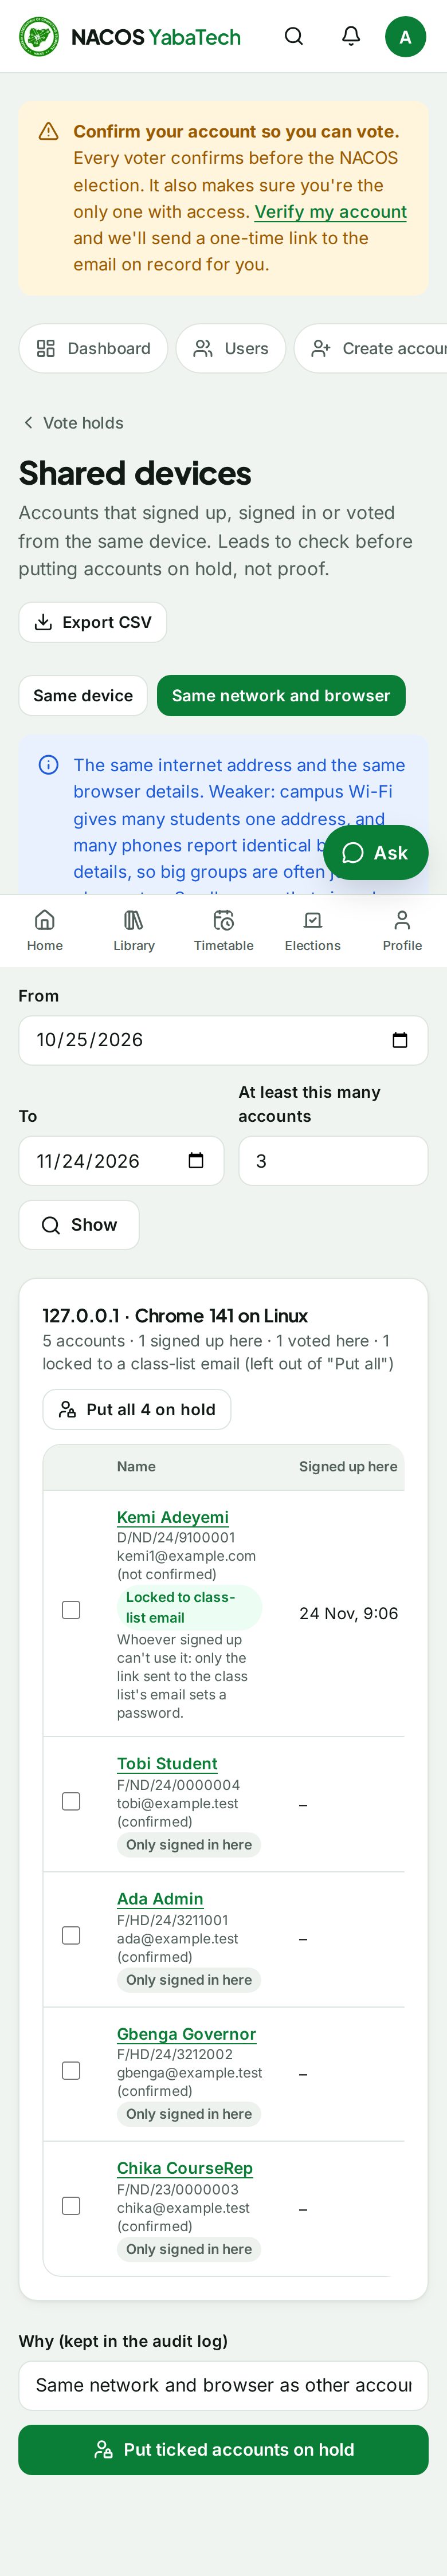 NACOS YabaTech
A
Confirm your account so you can vote.
Every voter confirms before the NACOS
election. It also makes sure you're the
only one with access. Verify my account
and we'll send a one-time link to the
email on record for you.
Dashboard
Users
Create accoun
Vote holds
Shared devices
Accounts that signed up, signed in or voted
from the same device. Leads to check before
putting accounts on hold, not proof.
Export CSV
Same device
Same network and browser
The same internet address and the same
browser details. Weaker: campus Wi-Fi
gives many students one address, and
many phones report identical
details, so big groups are often
Ask
Home
Library
Timetable
Elections
Profile
From
10/25/2026
To
11/24/2026
At least this many
accounts
3
Show
127.0.0.1 · Chrome 141 on Linux
5 accounts · 1 signed up here · 1 voted here · 1
locked to a class-list email (left out of "Put all")
Put all 4 on hold
Name
Signed up here
Kemi Adeyemi
D/ND/24/9100001
kemi1@example.com
(not confirmed)
Locked to class-
list email
Whoever signed up
can't use it: only the
link sent to the class
list's email sets a
password.
24 Nov, 9:06
Tobi Student
F/ND/24/0000004
tobi@example.test
(confirmed)
Only signed in here
–
Ada Admin
F/HD/24/3211001
ada@example.test
(confirmed)
Only signed in here
–
Gbenga Governor
F/HD/24/3212002
gbenga@example.test
(confirmed)
Only signed in here
–
Chika CourseRep
F/ND/23/0000003
chika@example.test
(confirmed)
Only signed in here
–
Why (kept in the audit log)
Same network and browser as other accour
Put ticked accounts on hold